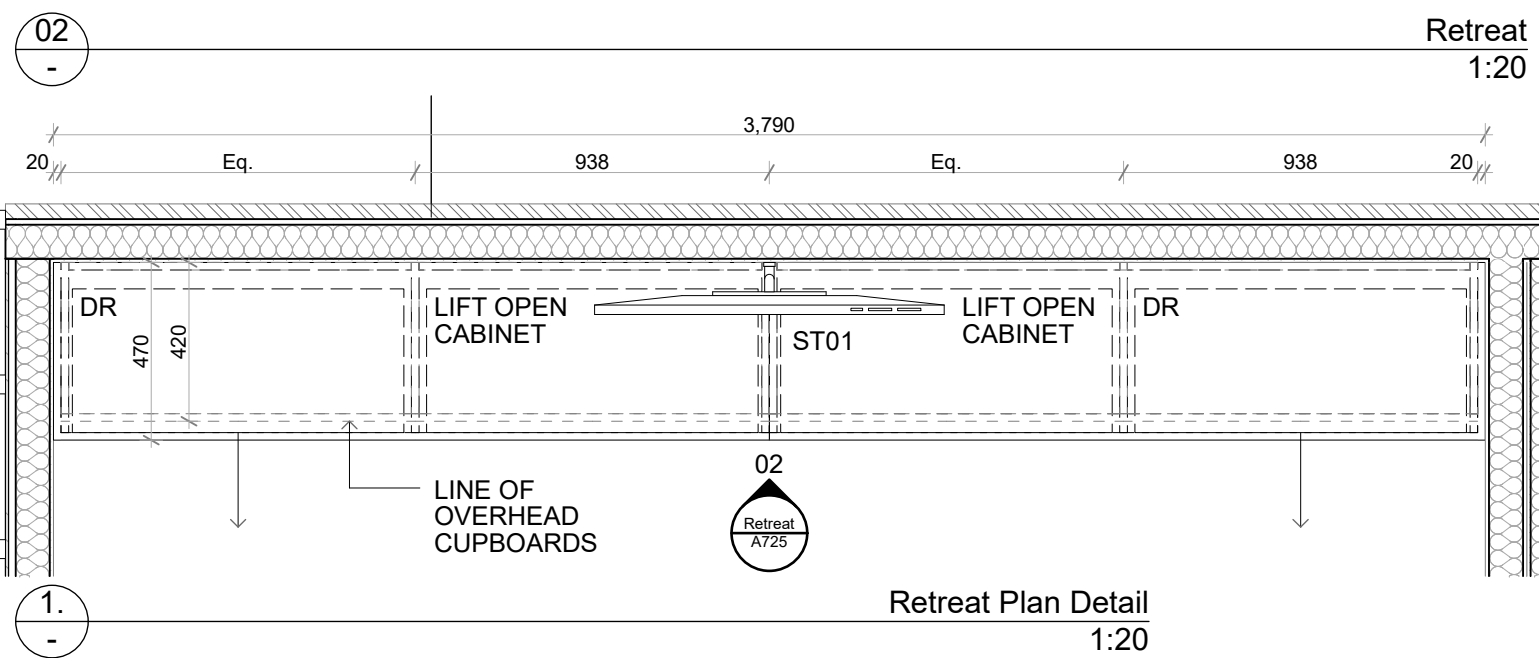 02
-
Retreat
1:20
3,790
20
Eq.
938
Eq.
938
20
DR
LIFT OPEN
CABINET
LIFT OPEN
CABINET
DR
470
420
ST01
02
Retreat
A725
LINE OF
OVERHEAD
CUPBOARDS
1.
-
Retreat Plan Detail
1:20